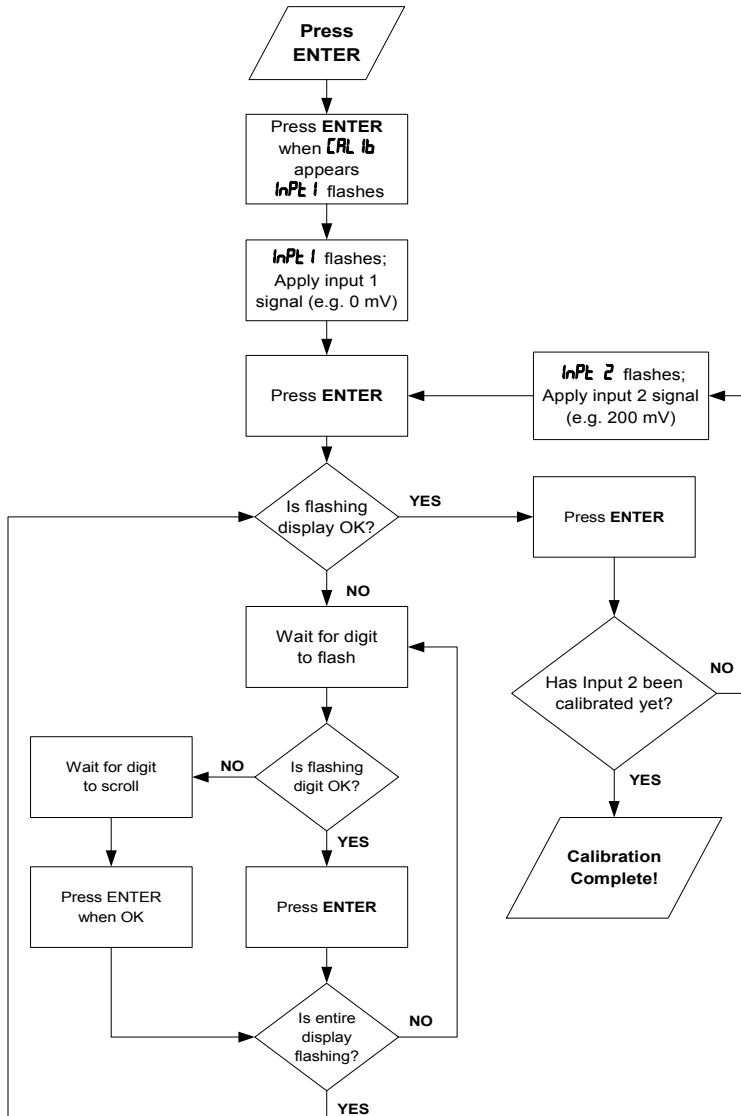 Press
ENTER
Press ENTER
when CAL Ib
appears
InPt 1 flashes
InPt 1 flashes;
Apply input 1
signal (e.g. 0 mV)
Press ENTER
InPt 2 flashes;
Apply input 2 signal
(e.g. 200 mV)
Is flashing
display OK?
YES
Press ENTER
NO
Wait for digit
to flash
Has Input 2 been
calibrated yet?
NO
YES
Is flashing
digit OK?
NO
Wait for digit
to scroll
YES
Press ENTER
when OK
Press ENTER
Calibration
Complete!
Is entire
display
flashing?
NO
YES